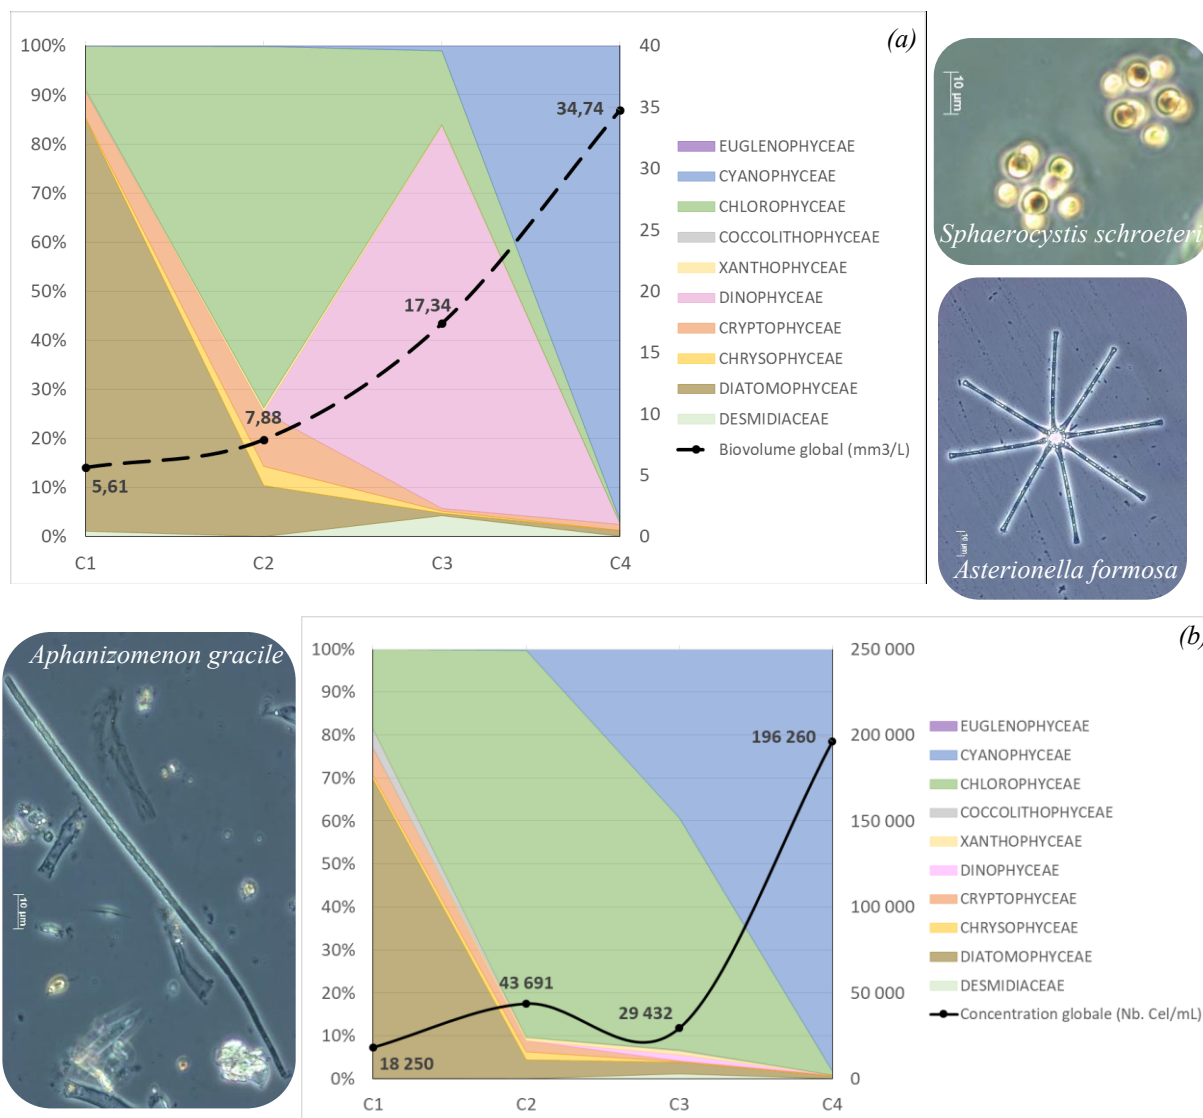 (a)
100%
90%
80%
70%
60%
50%
40%
30%
20%
10%
0%
40
35
30
25
20
15
10
5
0
5,61
7,88
17,34
34,74
C1
C2
C3
C4
EUGLENOPHYCEAE
CYANOPHYCEAE
CHLOROPHYCEAE
COCCOLITHOPHYCEAE
XANTHOPHYCEAE
DINOPHYCEAE
CRYPTOPHYCEAE
CHRYSOPHYCEAE
DIATOMOPHYCEAE
DESMIDIACEAE
Biovolume global (mm3/L)
10 µm
Sphaerocystis schroeteri
10 µm
Asterionella formosa
Aphanizomenon gracile
10 µm
(b)
100%
90%
80%
70%
60%
50%
40%
30%
20%
10%
0%
250 000
200 000
150 000
100 000
50 000
0
18 250
43 691
29 432
196 260
C1
C2
C3
C4
EUGLENOPHYCEAE
CYANOPHYCEAE
CHLOROPHYCEAE
COCCOLITHOPHYCEAE
XANTHOPHYCEAE
DINOPHYCEAE
CRYPTOPHYCEAE
CHRYSOPHYCEAE
DIATOMOPHYCEAE
DESMIDIACEAE
Concentration globale (Nb. Cel/mL)